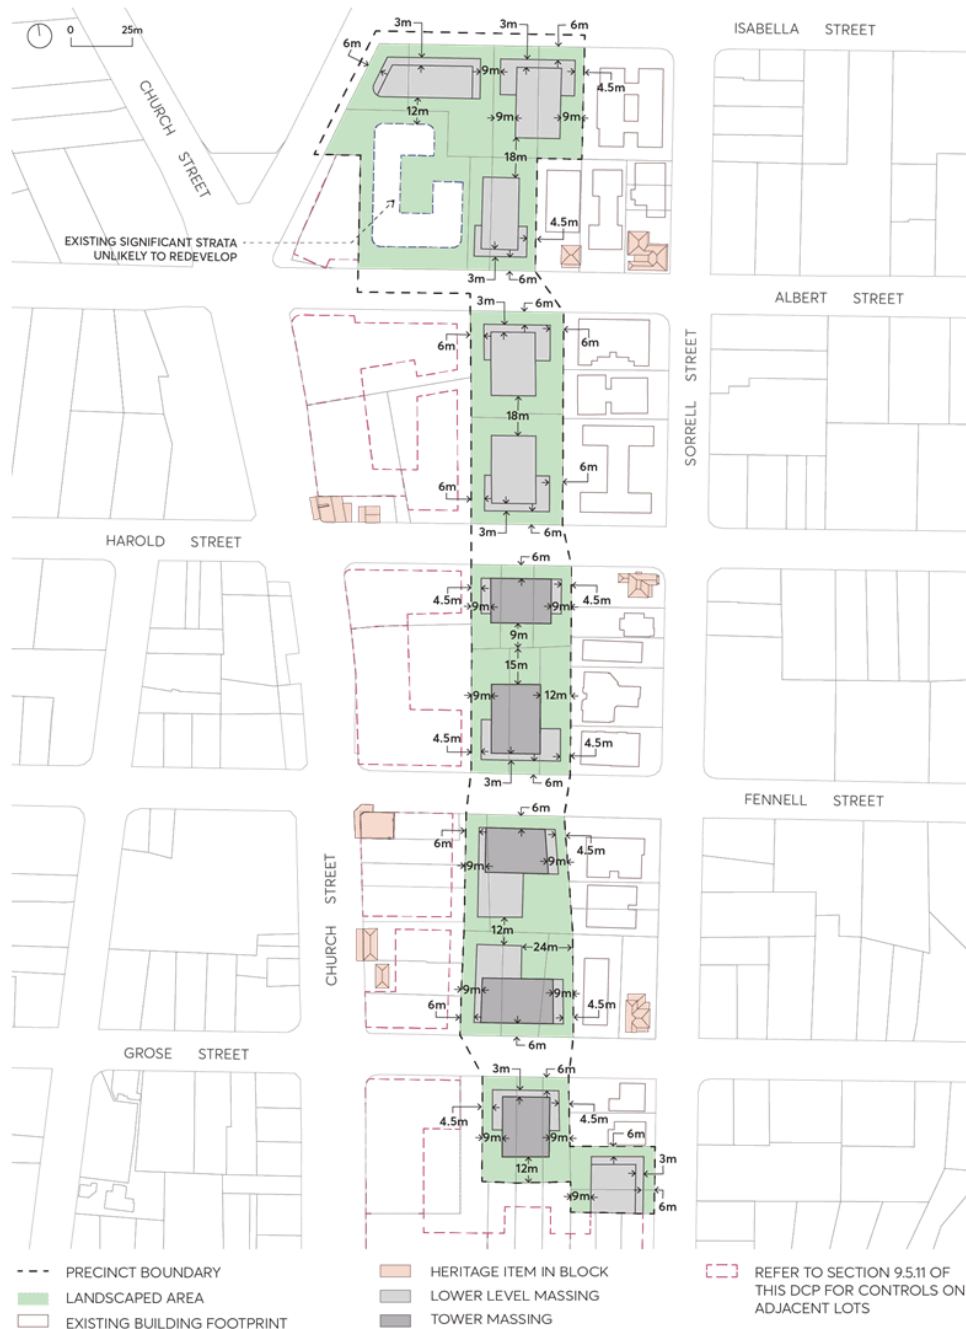 ISABELLA STREET
0 25m
3m 3m 6m
6m 9m 4.5m
12m 9m 9m
18m
CHURCH STREET
EXISTING SIGNIFICANT STRATA
UNLIKELY TO REDEVELOP
4.5m
3m 6m
ALBERT STREET
3m 6m
6m 6m
18m
SORRELL STREET
6m
6m
3m 6m
HAROLD STREET
6m
4.5m 9m 9m 4.5m
9m
15m
9m 12m
4.5m 4.5m
3m 6m
FENNELL STREET
6m
6m 4.5m
9m 9m
CHURCH STREET
12m
24m
9m 9m
6m 4.5m
6m
GROSE STREET
3m 6m
4.5m 4.5m
9m 9m 6m
12m 3m
9m 6m
PRECINCT BOUNDARY
LANDSCAPED AREA
EXISTING BUILDING FOOTPRINT
HERITAGE ITEM IN BLOCK
LOWER LEVEL MASSING
TOWER MASSING
REFER TO SECTION 9.5.11 OF
THIS DCP FOR CONTROLS ON
ADJACENT LOTS